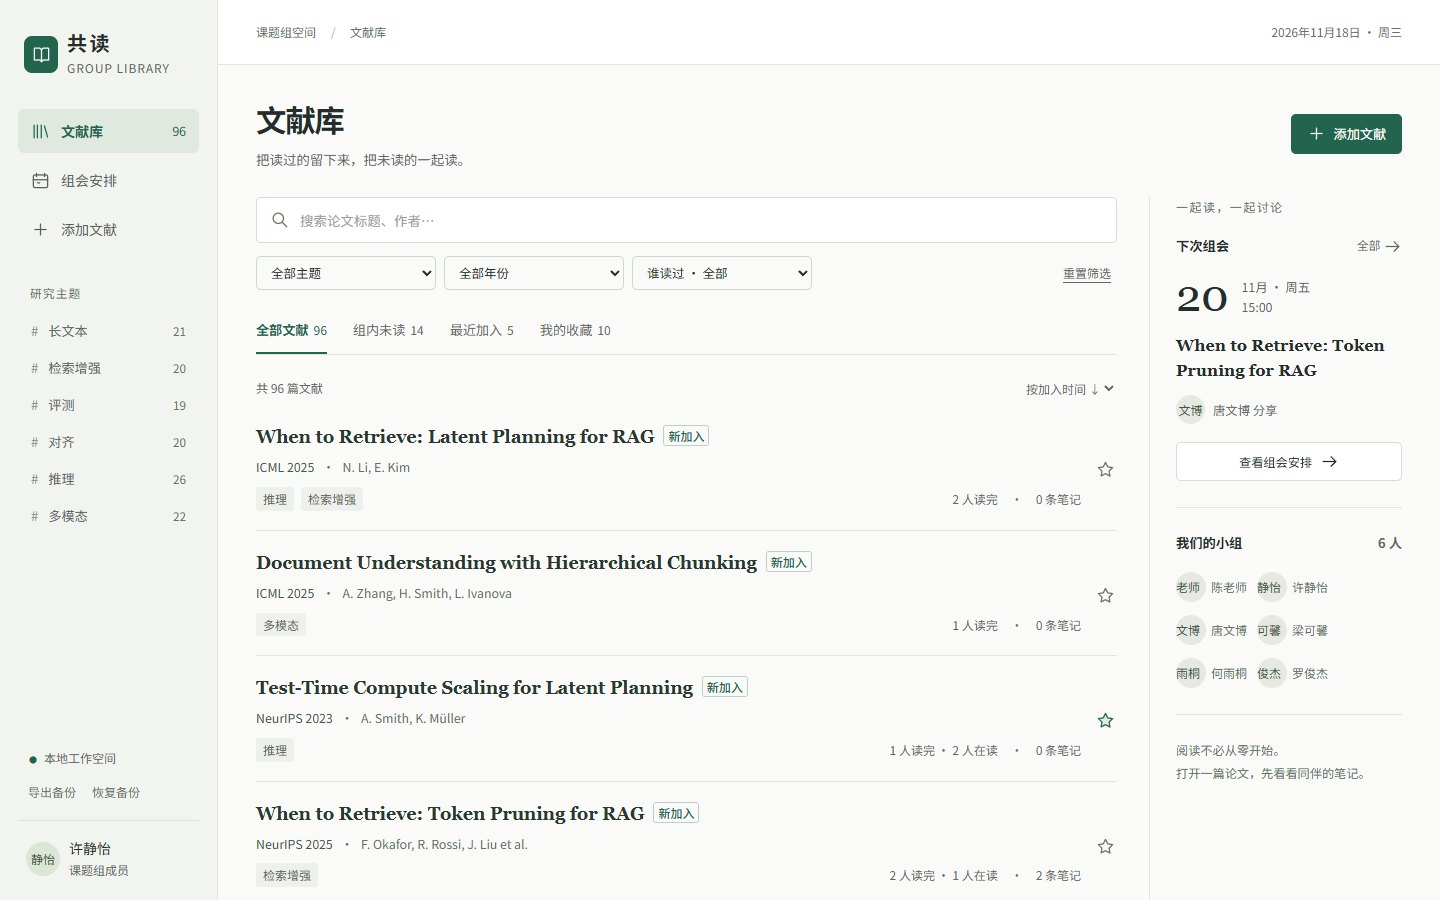 共读
GROUP LIBRARY
文献库 96
组会安排
添加文献
研究主题
# 长文本 21
# 检索增强 20
# 评测 19
# 对齐 20
# 推理 26
# 多模态 22
本地工作空间
导出备份 恢复备份
静怡 许静怡
课题组成员
课题组空间 / 文献库
2026年11月18日 · 周三
文献库
把读过的留下来，把未读的一起读。
添加文献
搜索论文标题、作者…
全部主题 全部年份 谁读过 · 全部 重置筛选
全部文献 96 组内未读 14 最近加入 5 我的收藏 10
共 96 篇文献 按加入时间 ↓
When to Retrieve: Latent Planning for RAG 新加入
ICML 2025 · N. Li, E. Kim
推理 检索增强 2 人读完 · 0 条笔记
Document Understanding with Hierarchical Chunking 新加入
ICML 2025 · A. Zhang, H. Smith, L. Ivanova
多模态 1 人读完 · 0 条笔记
Test-Time Compute Scaling for Latent Planning 新加入
NeurIPS 2023 · A. Smith, K. Müller
推理 1 人读完 · 2 人在读 · 0 条笔记
When to Retrieve: Token Pruning for RAG 新加入
NeurIPS 2025 · F. Okafor, R. Rossi, J. Liu et al.
检索增强 2 人读完 · 1 人在读 · 2 条笔记
一起读，一起讨论
下次组会 全部 →
20 11月 · 周五
15:00
When to Retrieve: Token
Pruning for RAG
文博 唐文博 分享
查看组会安排 →
我们的小组 6 人
老师 陈老师 静怡 许静怡
文博 唐文博 可馨 梁可馨
雨桐 何雨桐 俊杰 罗俊杰
阅读不必从零开始。
打开一篇论文，先看看同伴的笔记。